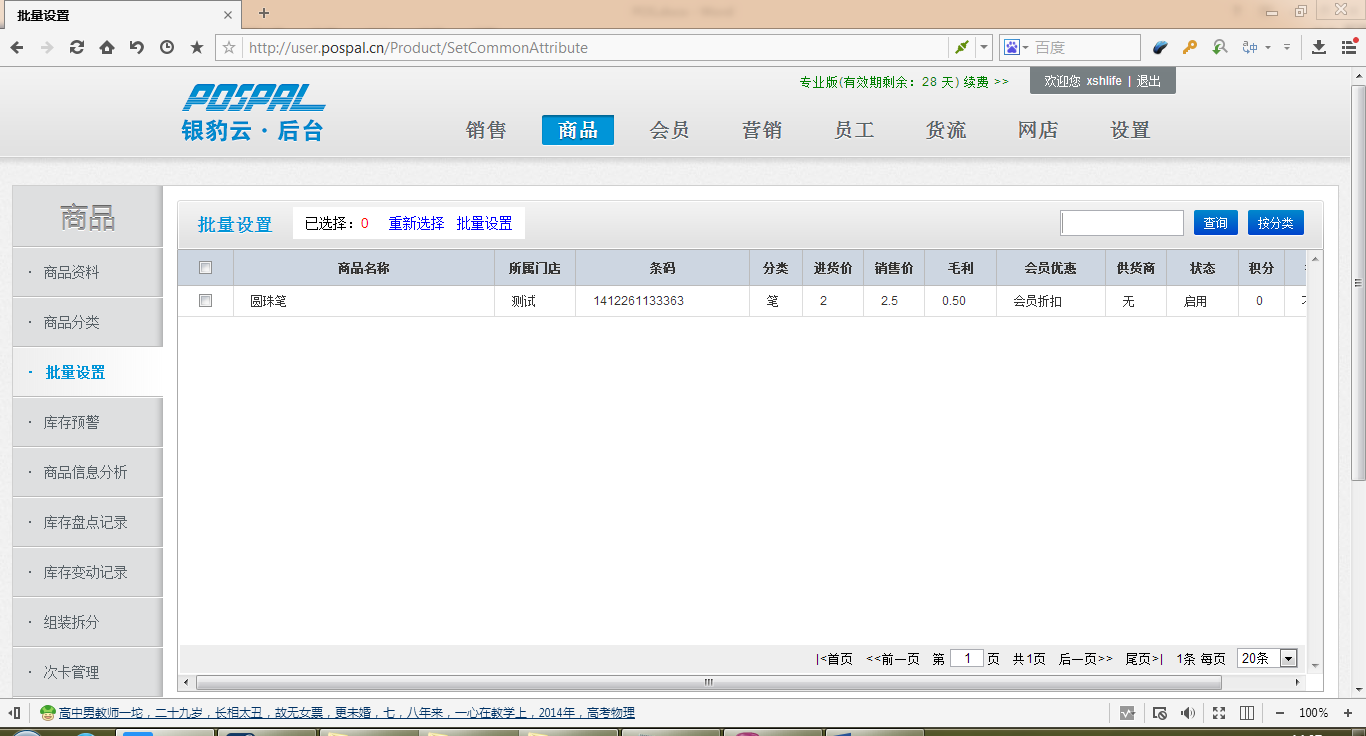 批量设置
http://user.pospal.cn/Product/SetCommonAttribute
百度
专业版(有效期剩余：28 天) 续费 >>
欢迎您 xshlife | 退出
POSPAL
银豹云·后台
销售 商品 会员 营销 员工 货流 网店 设置
商品
· 商品资料
· 商品分类
· 批量设置
· 库存预警
· 商品信息分析
· 库存盘点记录
· 库存变动记录
· 组装拆分
· 次卡管理
批量设置 已选择：0 重新选择 批量设置 查询 按分类
商品名称 所属门店 条码 分类 进货价 销售价 毛利 会员优惠 供货商 状态 积分
圆珠笔 测试 1412261133363 笔 2 2.5 0.50 会员折扣 无 启用 0
|<首页 <<前一页 第 1 页 共1页 后一页>> 尾页>| 1条 每页 20条
高中男教师一坨，二十九岁，长相太丑，故无女票，更未婚，七，八年来，一心在教学上，2014年，高考物理
100%